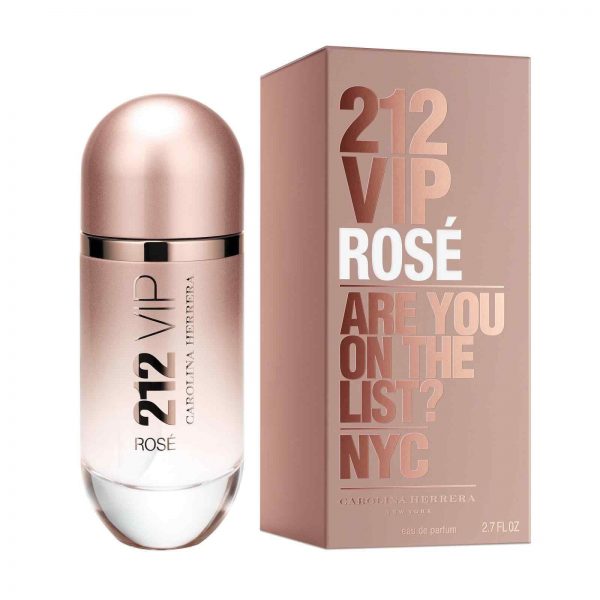 212 VIP
CAROLINA HERRERA
ROSÉ
212
VIP
ROSÉ
ARE YOU
ON THE
LIST?
NYC
CAROLINA HERRERA
NEW YORK
eau de parfum
2.7 FL OZ